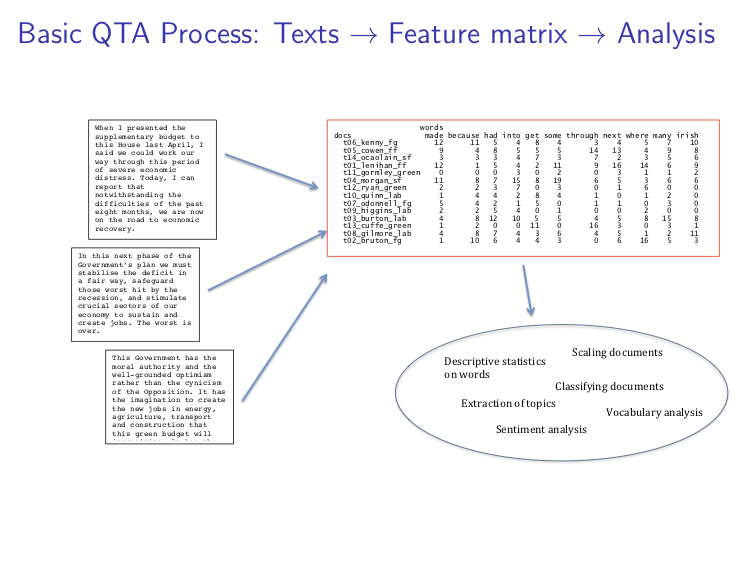 Basic QTA Process: Texts → Feature matrix → Analysis
When I presented the
supplementary budget to
this House last April, I
said we could work our
way through this period
of severe economic
distress. Today, I can
report that
notwithstanding the
difficulties of the past
eight months, we are now
on the road to economic
recovery.
In this next phase of the
Government's plan we must
stabilise the deficit in
a fair way, safeguard
those worst hit by the
recession, and stimulate
crucial sectors of our
economy to sustain and
create jobs. The worst is
over.
This Government has the
moral authority and the
well-grounded optimism
rather than the cynicism
of the Opposition. It has
the imagination to create
the new jobs in energy,
agriculture, transport
and construction that
this green budget will
words
docs made because had into get some through next where many irish
t06_kenny_fg 12 11 5 4 8 4 3 4 5 7 10
t05_cowen_ff 9 4 8 5 5 5 14 13 4 9 8
t14_ocaolain_sf 3 3 3 4 7 3 7 2 3 5 6
t01_lenihan_ff 12 1 5 4 2 11 9 16 14 6 9
t11_gormley_green 0 0 0 3 0 2 0 3 1 1 2
t04_morgan_sf 11 8 7 15 8 19 6 5 3 6 6
t12_ryan_green 2 2 3 7 0 3 0 1 6 0 0
t10_quinn_lab 1 4 4 2 8 4 1 0 1 2 0
t07_odonnell_fg 5 4 2 1 5 0 1 1 0 3 0
t09_higgins_lab 2 2 5 4 0 1 0 0 2 0 0
t03_burton_lab 4 8 12 10 5 5 4 5 8 15 8
t13_cuffe_green 1 2 0 0 11 0 16 3 0 3 1
t08_gilmore_lab 4 8 7 4 3 6 4 5 1 2 11
t02_bruton_fg 1 10 6 4 4 3 0 6 16 5 3
Scaling documents
Descriptive statistics
on words
Classifying documents
Extraction of topics
Vocabulary analysis
Sentiment analysis